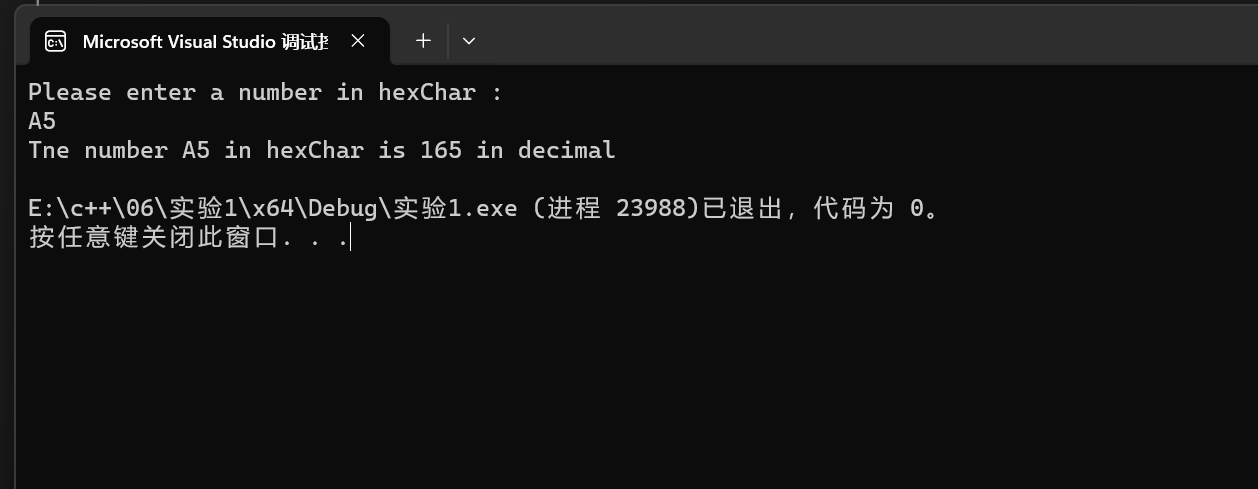 Microsoft Visual Studio 调试
Please enter a number in hexChar :
A5
Tne number A5 in hexChar is 165 in decimal
E:\c++\06\实验1\x64\Debug\实验1.exe (进程 23988)已退出，代码为 0。
按任意键关闭此窗口. . .